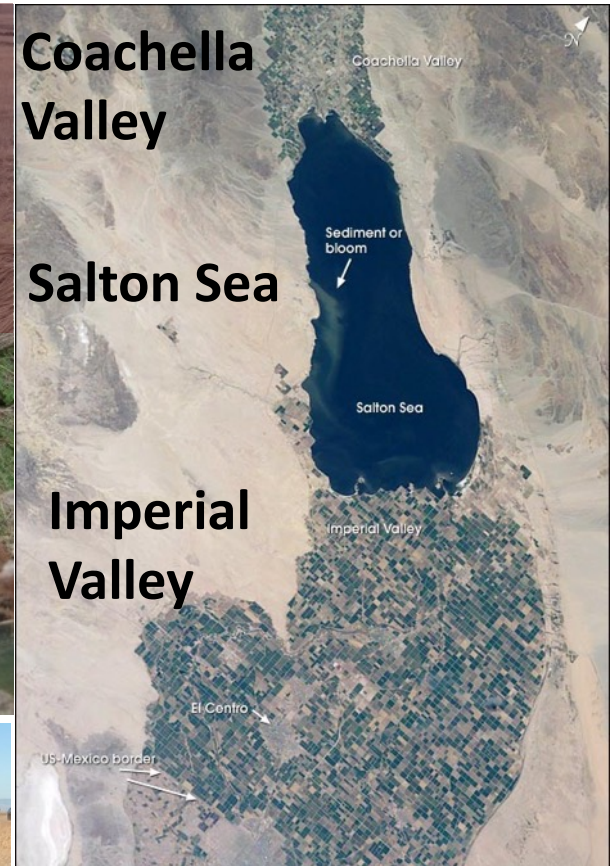 Coachella
Valley
N
Coachella Valley
Sediment or
bloom
Salton Sea
Salton Sea
Imperial
Valley
Imperial Valley
El Centro
US-Mexico border